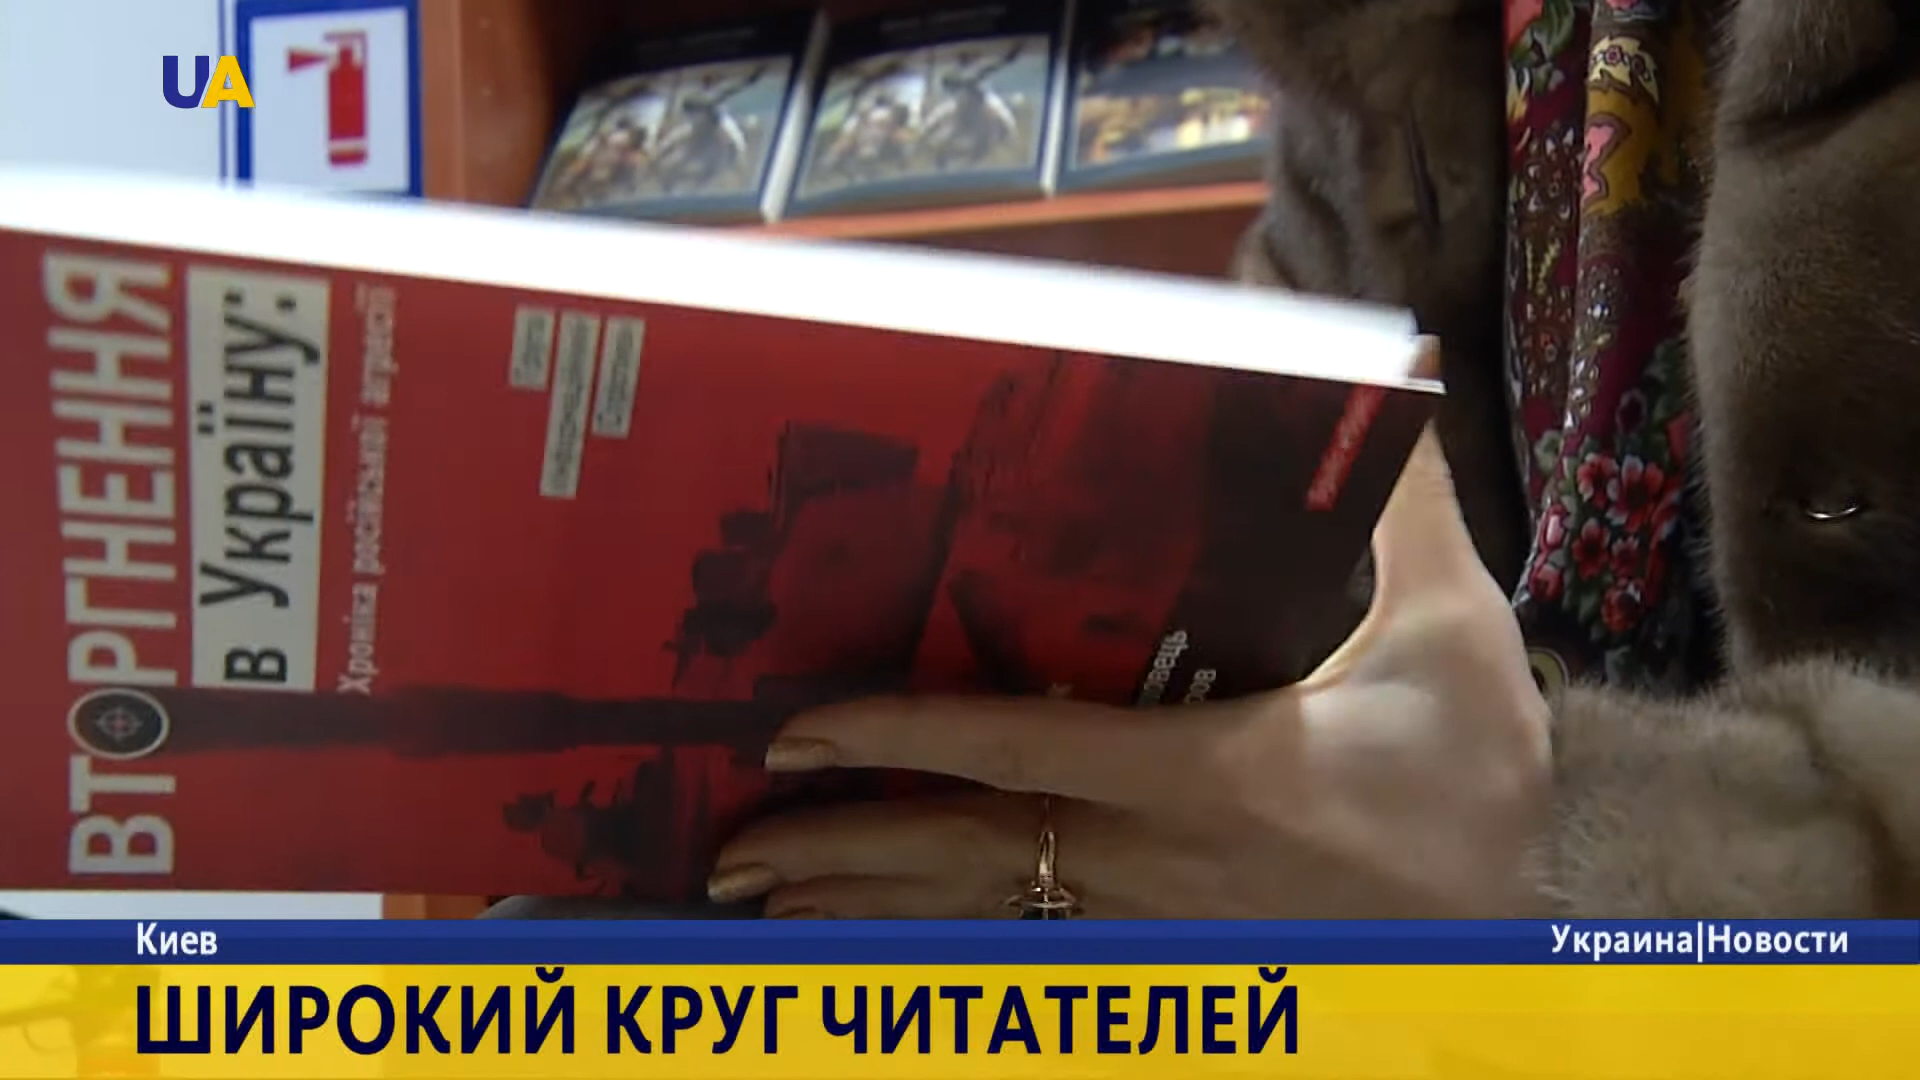 UA
ВТОРГНЕННЯ
в Україну:
Хроніка російської агресії
Киев
Украина|Новости
ШИРОКИЙ КРУГ ЧИТАТЕЛЕЙ